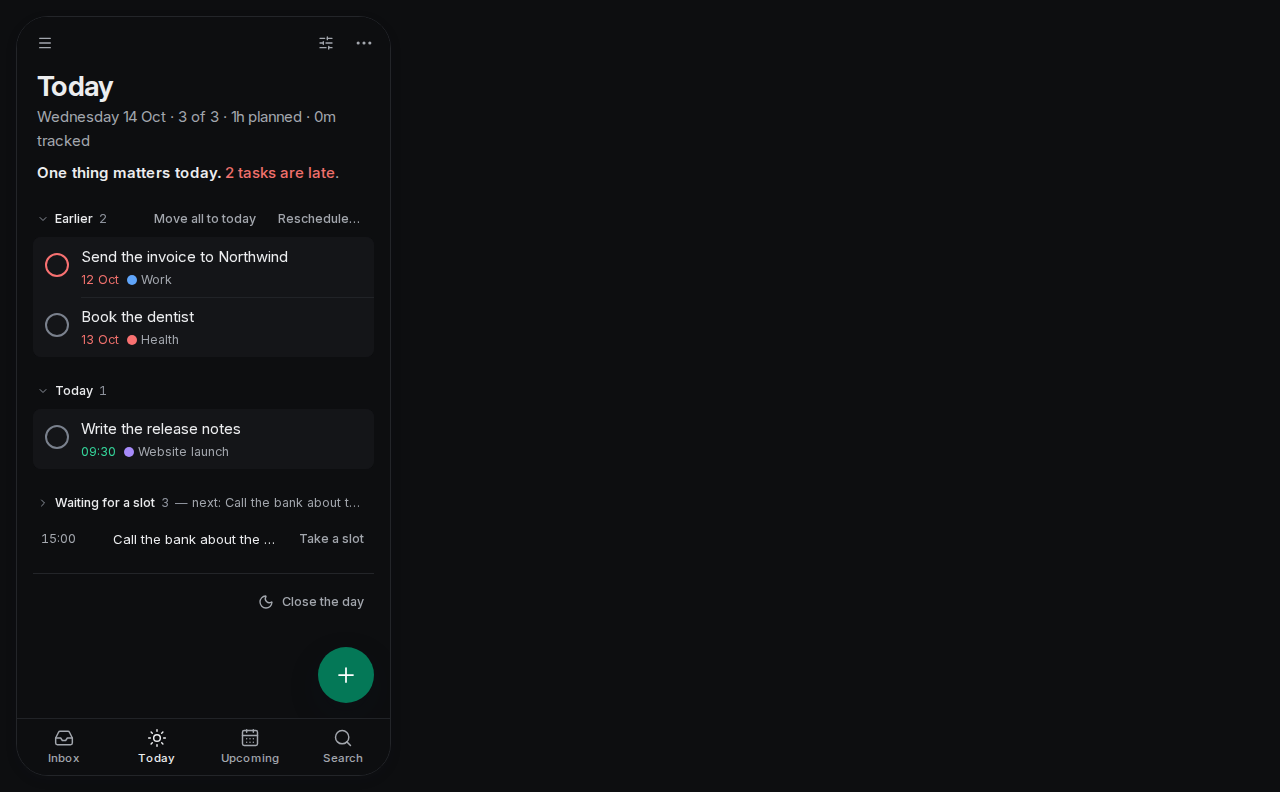 Today
Wednesday 14 Oct · 3 of 3 · 1h planned · 0m
tracked
One thing matters today. 2 tasks are late.
Earlier 2 Move all to today Reschedule…
Send the invoice to Northwind
12 Oct Work
Book the dentist
13 Oct Health
Today 1
Write the release notes
09:30 Website launch
Waiting for a slot 3 — next: Call the bank about t…
15:00 Call the bank about the … Take a slot
Close the day
Inbox Today Upcoming Search